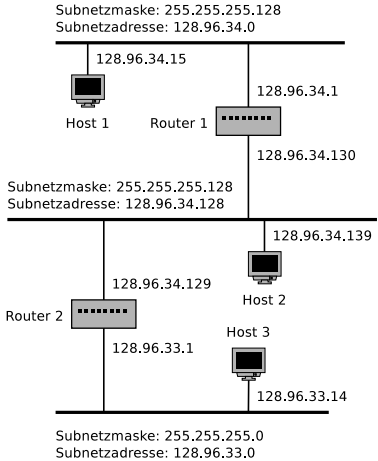 Subnetzmaske: 255.255.255.128
Subnetzadresse: 128.96.34.0
128.96.34.15
128.96.34.1
Host 1
Router 1
128.96.34.130
Subnetzmaske: 255.255.255.128
Subnetzadresse: 128.96.34.128
128.96.34.139
128.96.34.129
Host 2
Router 2
Host 3
128.96.33.1
128.96.33.14
Subnetzmaske: 255.255.255.0
Subnetzadresse: 128.96.33.0